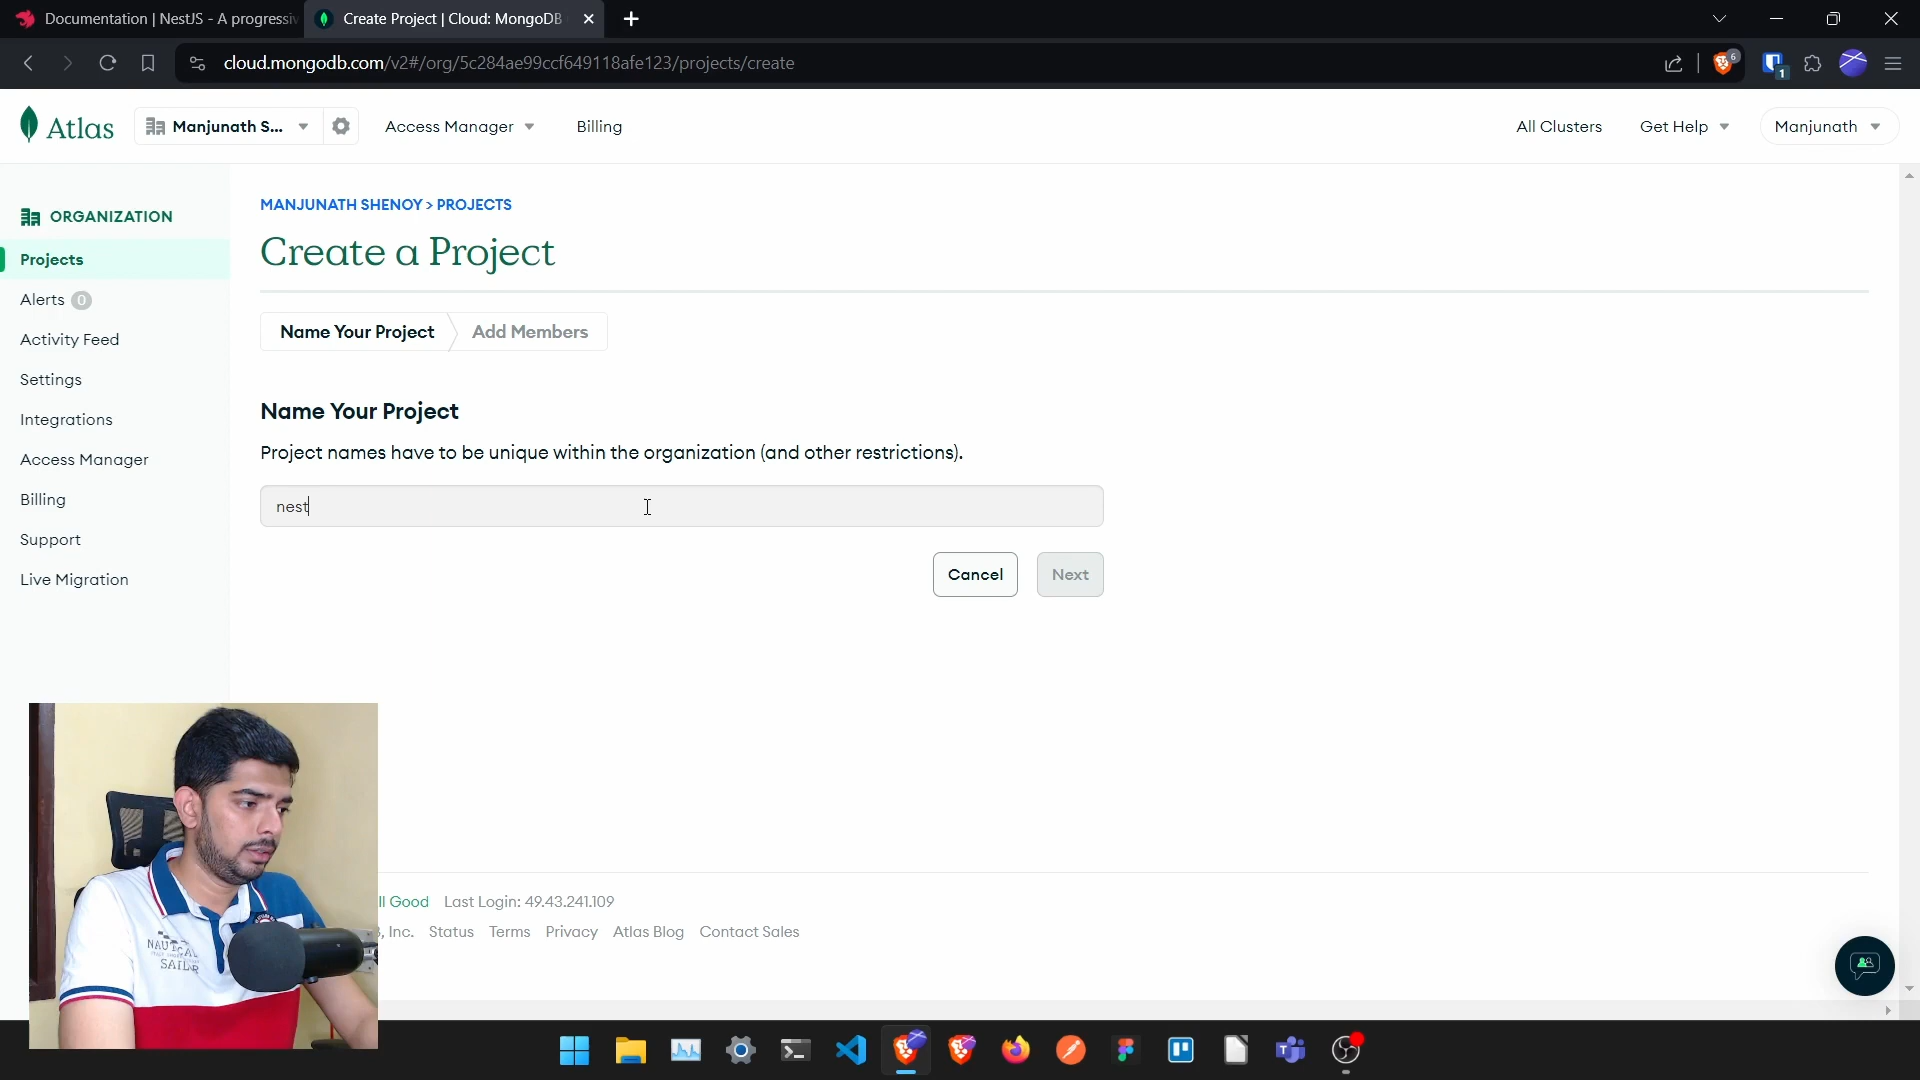 Documentation | NestJS - A progressiv
Create Project | Cloud: MongoDB
cloud.mongodb.com/v2#/org/5c284ae99ccf649118afe123/projects/create
6
1
Atlas
Manjunath S...
Access Manager
Billing
All Clusters
Get Help
Manjunath
ORGANIZATION
Projects
Alerts 0
Activity Feed
Settings
Integrations
Access Manager
Billing
Support
Live Migration
MANJUNATH SHENOY > PROJECTS
Create a Project
Name Your Project
Add Members
Name Your Project
Project names have to be unique within the organization (and other restrictions).
nest
Cancel
Next
ll Good Last Login: 49.43.241.109
, Inc. Status Terms Privacy Atlas Blog Contact Sales
NAUTICAL
SAILOR